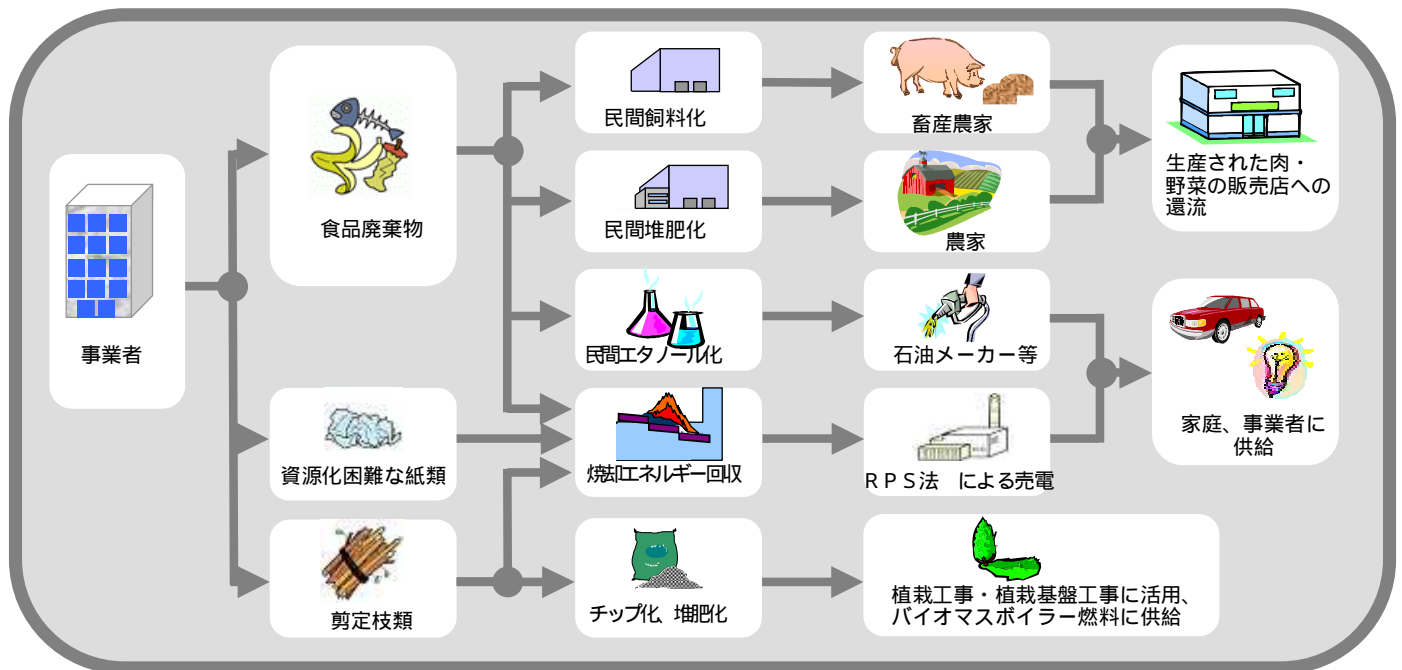 事業者
食品廃棄物
資源化困難な紙類
剪定枝類
民間飼料化
民間堆肥化
民間エタノール化
焼却エネルギー回収
チップ化、堆肥化
畜産農家
農家
石油メーカー等
ＲＰＳ法　による売電
植栽工事・植栽基盤工事に活用、
バイオマスボイラー燃料に供給
生産された肉・
野菜の販売店への
還流
家庭、事業者に
供給